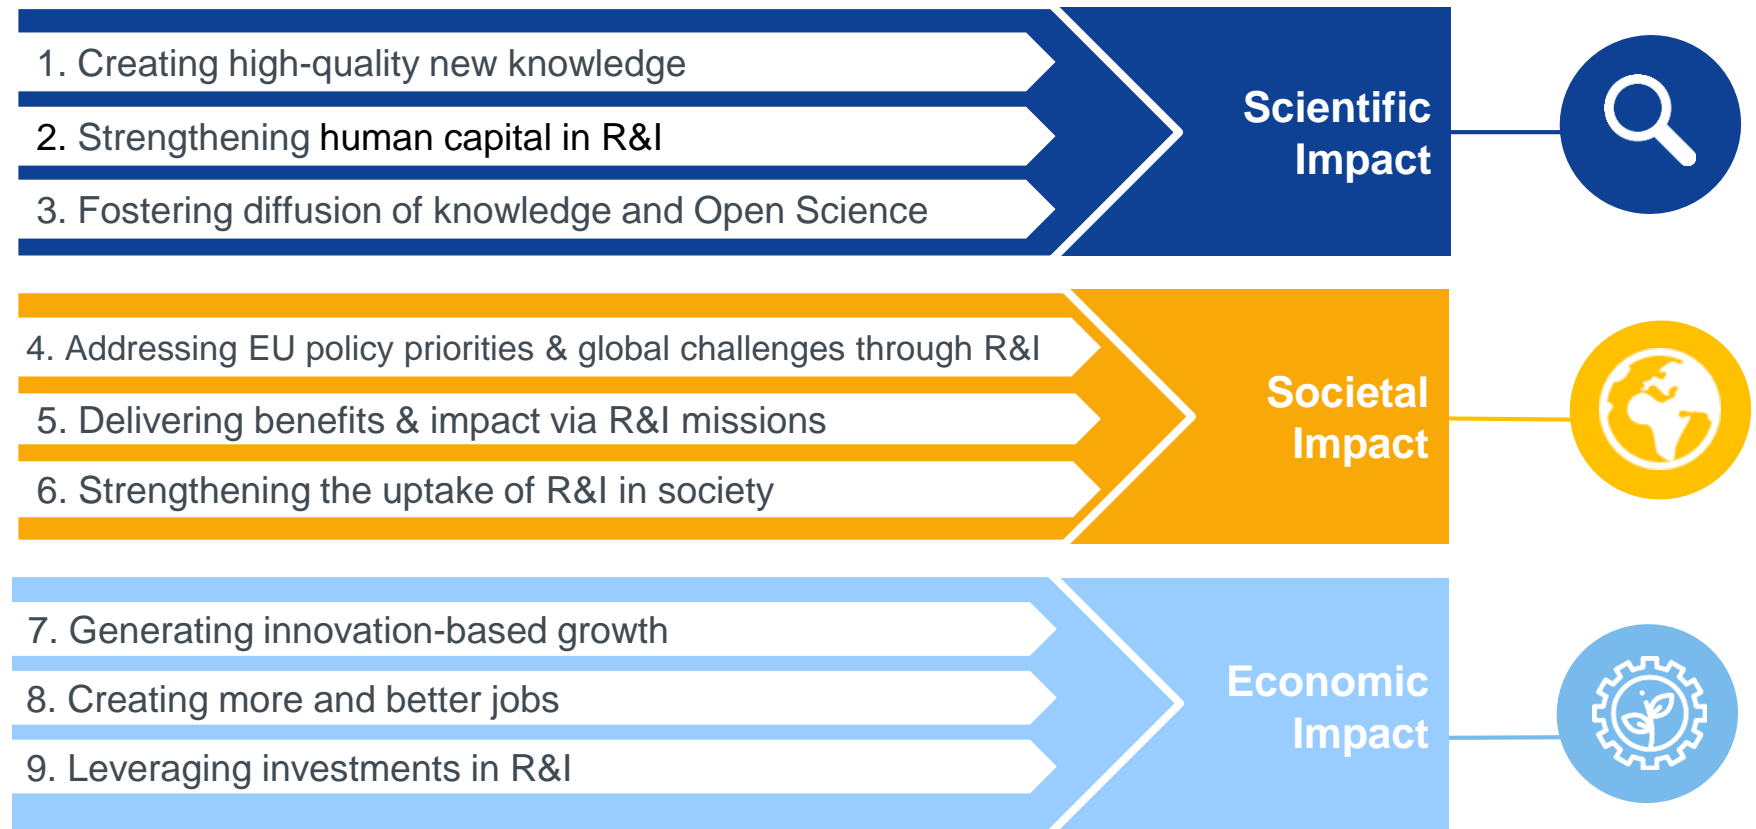 1. Creating high-quality new knowledge
2. Strengthening human capital in R&I
3. Fostering diffusion of knowledge and Open Science
Scientific
Impact
4. Addressing EU policy priorities & global challenges through R&I
5. Delivering benefits & impact via R&I missions
6. Strengthening the uptake of R&I in society
Societal
Impact
7. Generating innovation-based growth
8. Creating more and better jobs
9. Leveraging investments in R&I
Economic
Impact